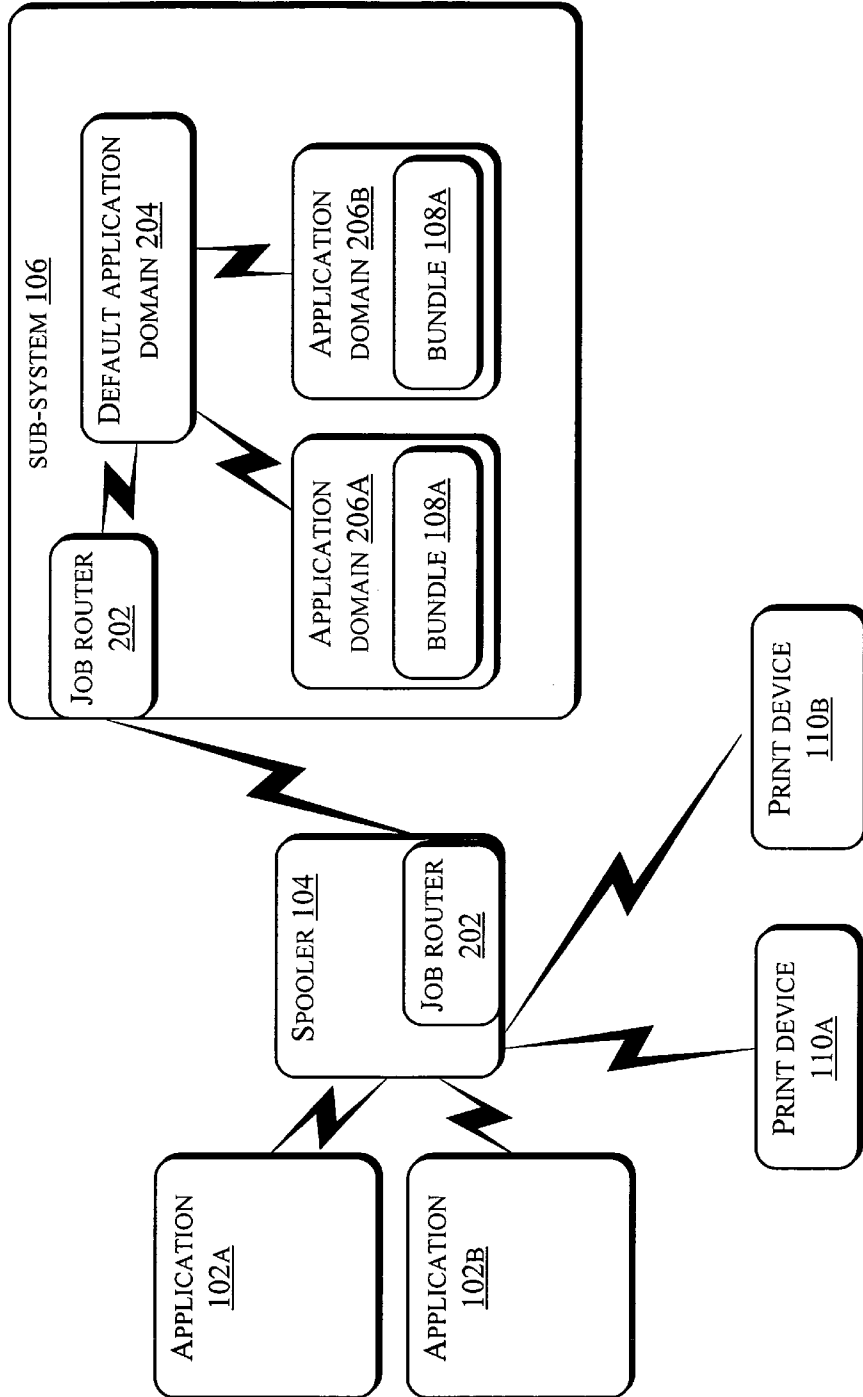 APPLICATION
102A
APPLICATION
102B
SPOOLER 104
JOB ROUTER
202
PRINT DEVICE
110A
PRINT DEVICE
110B
SUB-SYSTEM 106
JOB ROUTER
202
DEFAULT APPLICATION
DOMAIN 204
APPLICATION
DOMAIN 206A
BUNDLE 108A
APPLICATION
DOMAIN 206B
BUNDLE 108A